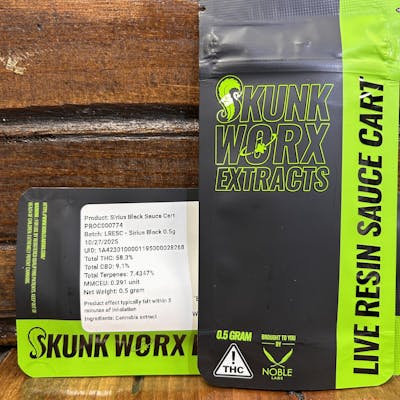 Product: Sirius Black Sauce Cart
PROC000774
Batch: LRESC - Sirius Black 0.5g
10/27/2025
UID: 1A4230100001195300028268
Total THC: 58.3%
Total CBD: 9.1%
Total Terpenes: 7.4347%
MMCEU: 0.291 unit
Net Weight: 0.5 gram
Product effect typically felt within 5
minutes of inhalation
Ingredients: Cannabis extract
SKUNK WORX E
SKUNK
WORX
EXTRACTS
0.5 GRAM
THC
BROUGHT TO YOU
BY
NOBLE
LABS
LIVE RESIN SAUCE CART